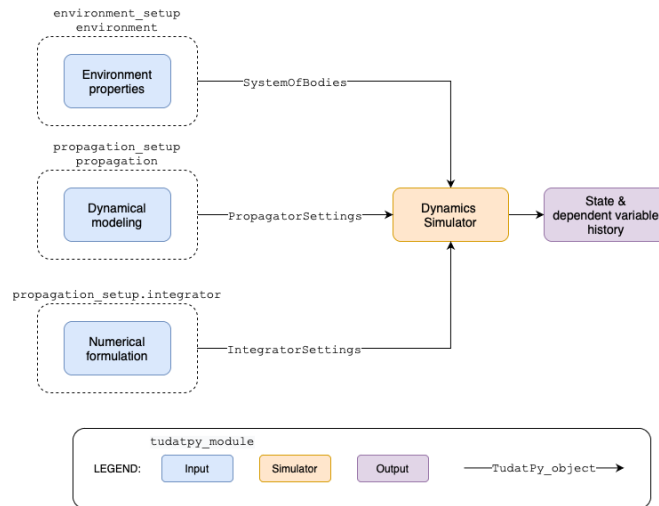 environment_setup
environment
Environment
properties
SystemOfBodies
propagation_setup
propagation
Dynamical
modeling
PropagatorSettings
Dynamics
Simulator
State &
dependent variable
history
propagation_setup.integrator
Numerical
formulation
IntegratorSettings
tudatpy_module
LEGEND:
Input
Simulator
Output
TudatPy_object